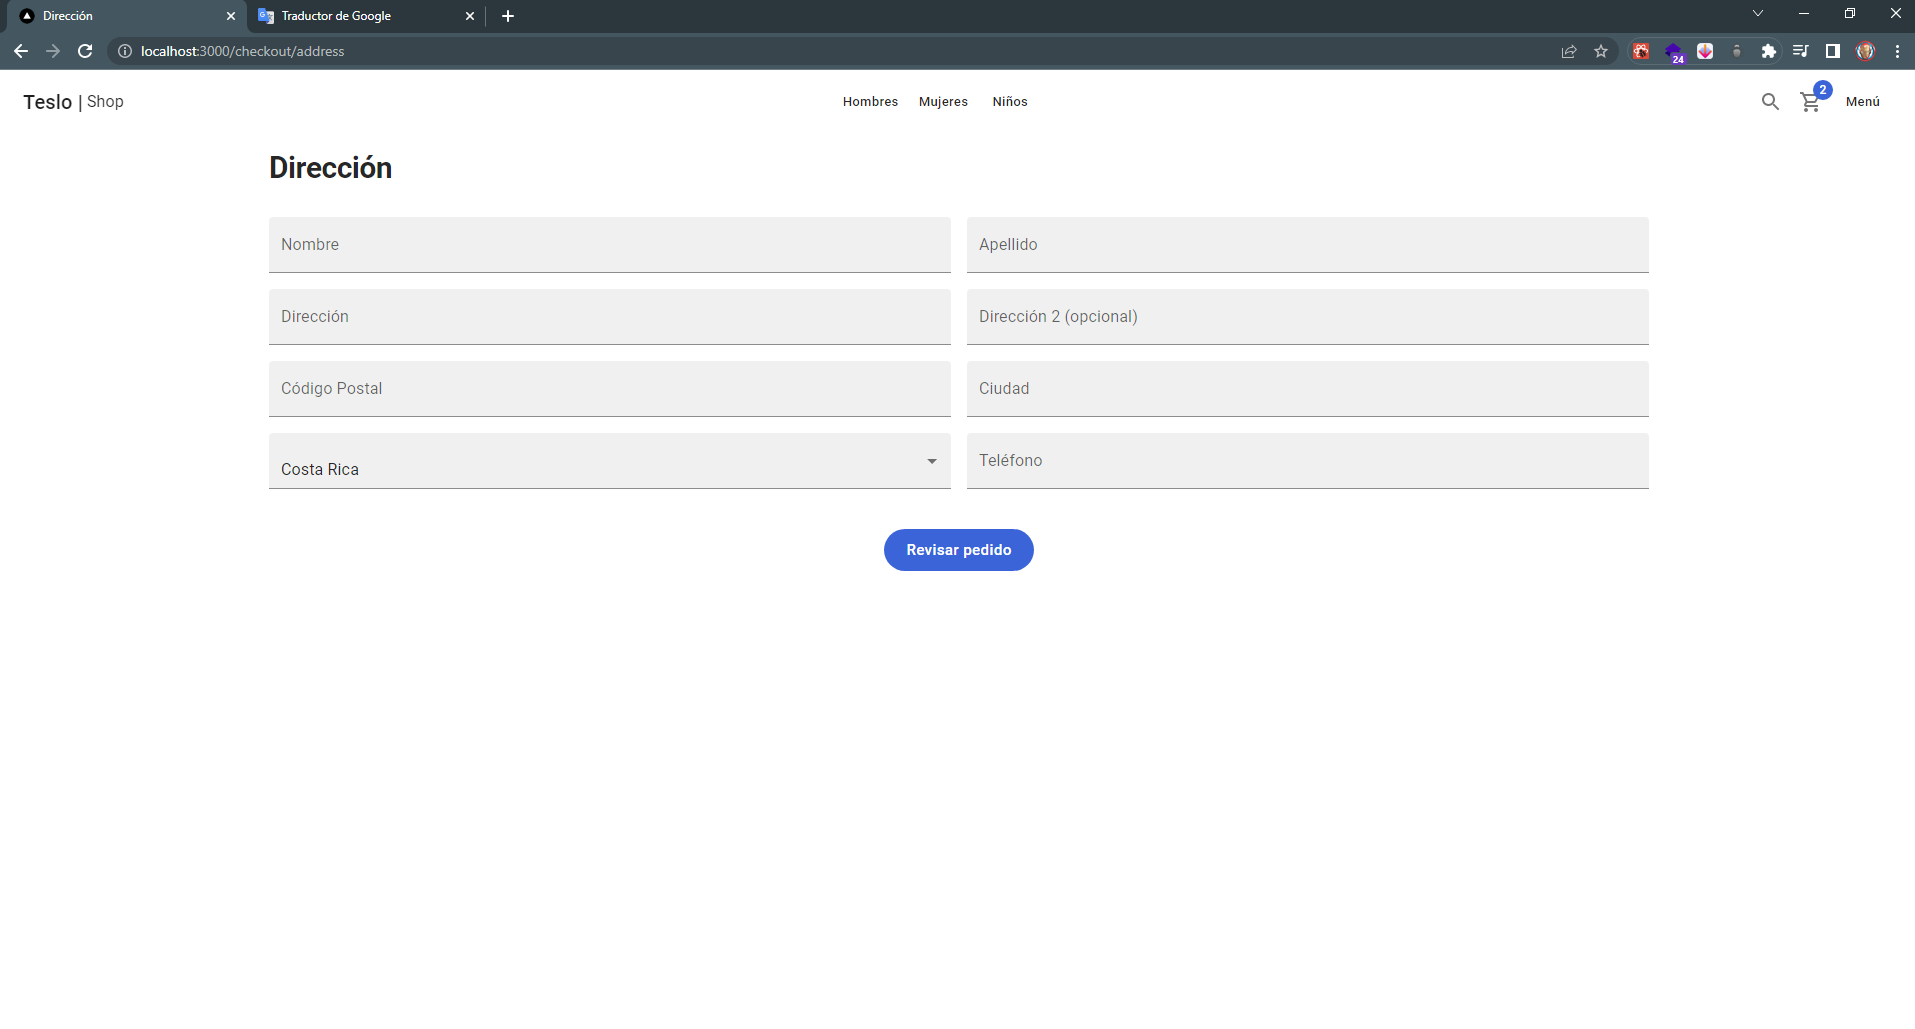 Dirección
Traductor de Google
localhost:3000/checkout/address
24
Teslo | Shop
Hombres Mujeres Niños
2
Menú
Dirección
Nombre
Apellido
Dirección
Dirección 2 (opcional)
Código Postal
Ciudad
Costa Rica
Teléfono
Revisar pedido